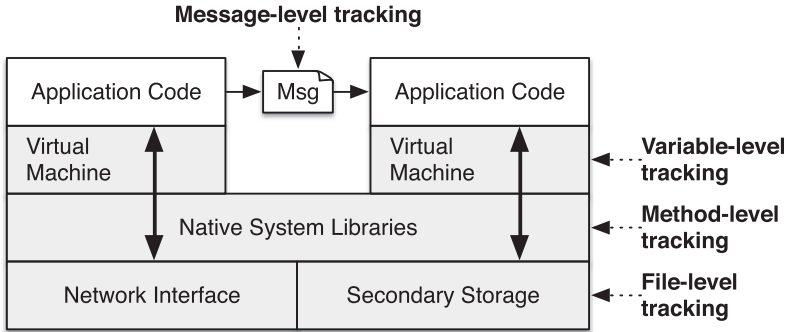 Message-level tracking
Application Code
Msg
Application Code
Virtual
Machine
Virtual
Machine
Variable-level
tracking
Native System Libraries
Method-level
tracking
Network Interface
Secondary Storage
File-level
tracking